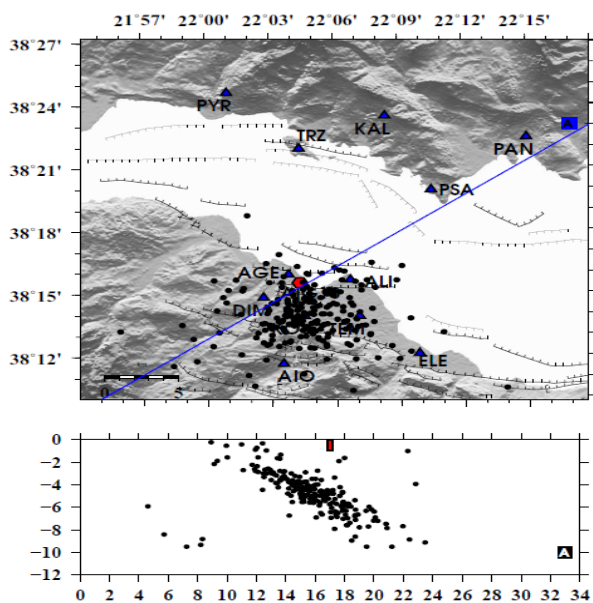 21°57' 22°00' 22°03' 22°06' 22°09' 22°12' 22°15'
38°27'
38°24'
38°21'
38°18'
38°15'
38°12'
PYR
KAL
TRZ
PAN
PSA
AGE
ALI
DIM
TEM
ELE
AIO
0 5
0
−2
−4
−6
−8
−10
−12
A
0 2 4 6 8 10 12 14 16 18 20 22 24 26 28 30 32 34